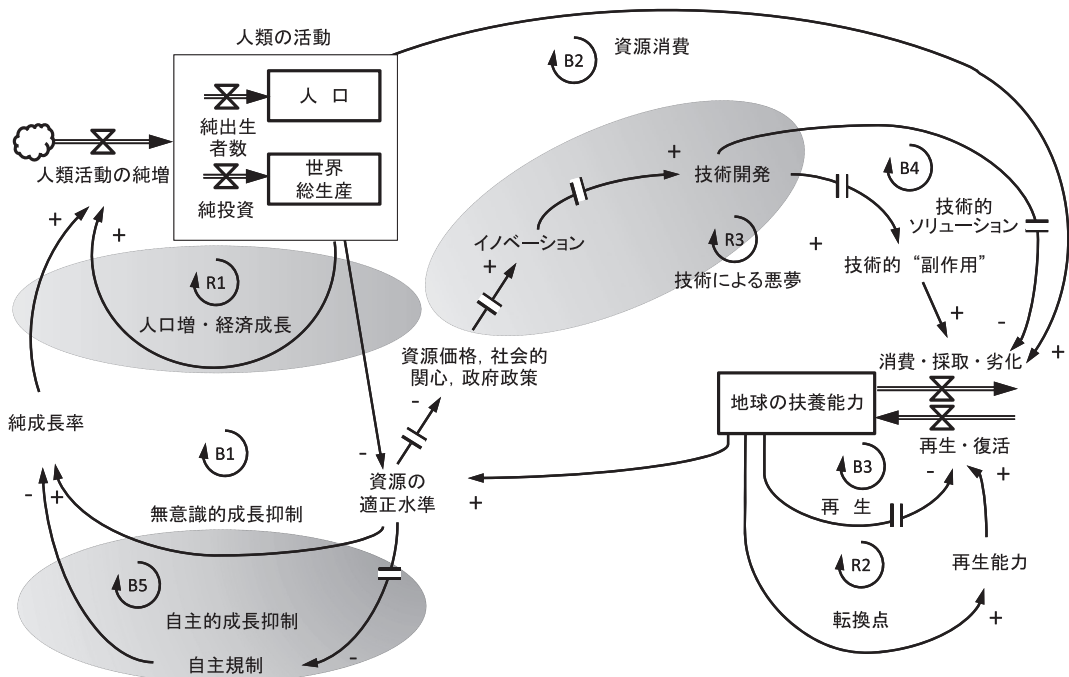 人類の活動
人口
純出生
者数
世界
総生産
純投資
人類活動の純増
+
+
R1
人口増・経済成長
純成長率
B1
無意識的成長抑制
-
+
B5
自主的成長抑制
自主規制
-
B2
資源消費
+
技術開発
イノベーション
+
R3
技術による悪夢
資源価格, 社会的
関心, 政府政策
-
-
資源の
適正水準
+
B4
技術的
ソリューション
+
技術的 “副作用”
+
-
+
消費・採取・劣化
地球の扶養能力
再生・復活
B3
-
+
再 生
R2
再生能力
転換点
+